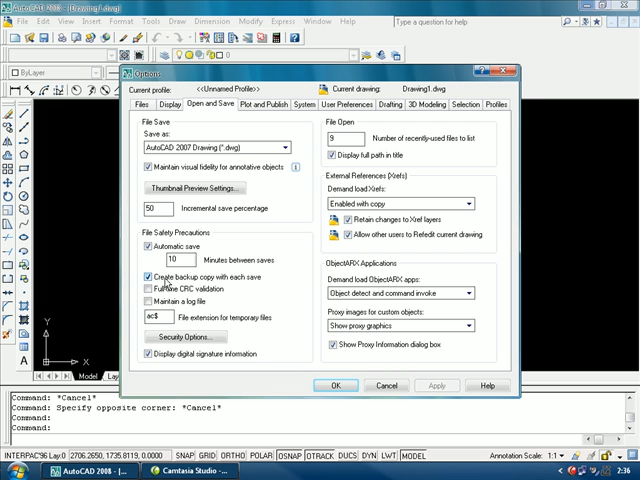 AutoCAD 2008 - [Drawing1.dwg]
File Edit View Insert Format Tools Draw Dimension Modify Express Window Help
Type a question for help
ByLayer
Options
Current profile: <<Unnamed Profile>> Current drawing: Drawing1.dwg
Files Display Open and Save Plot and Publish System User Preferences Drafting 3D Modeling Selection Profiles
File Save
Save as:
AutoCAD 2007 Drawing (*.dwg)
Maintain visual fidelity for annotative objects
Thumbnail Preview Settings...
50 Incremental save percentage
File Safety Precautions
Automatic save
10 Minutes between saves
Create backup copy with each save
Full-time CRC validation
Maintain a log file
ac$ File extension for temporary files
Security Options...
Display digital signature information
File Open
9 Number of recently-used files to list
Display full path in title
External References (Xrefs)
Demand load Xrefs:
Enabled with copy
Retain changes to Xref layers
Allow other users to Refedit current drawing
ObjectARX Applications
Demand load ObjectARX apps:
Object detect and command invoke
Proxy images for custom objects:
Show proxy graphics
Show Proxy Information dialog box
OK Cancel Apply Help
Y
X
A
Model Lay
Command: *Cancel*
Command: Specify opposite corner: *Cancel*
Command:
Command:
INTERPAC'96 Lay:0 2706.2650, 1735.8119, 0.0000 SNAP GRID ORTHO POLAR OSNAP OTRACK DUCS DYN LWT MODEL Annotation Scale: 1:1
AutoCAD 2008 - [... Camtasia Studio -... 2:36